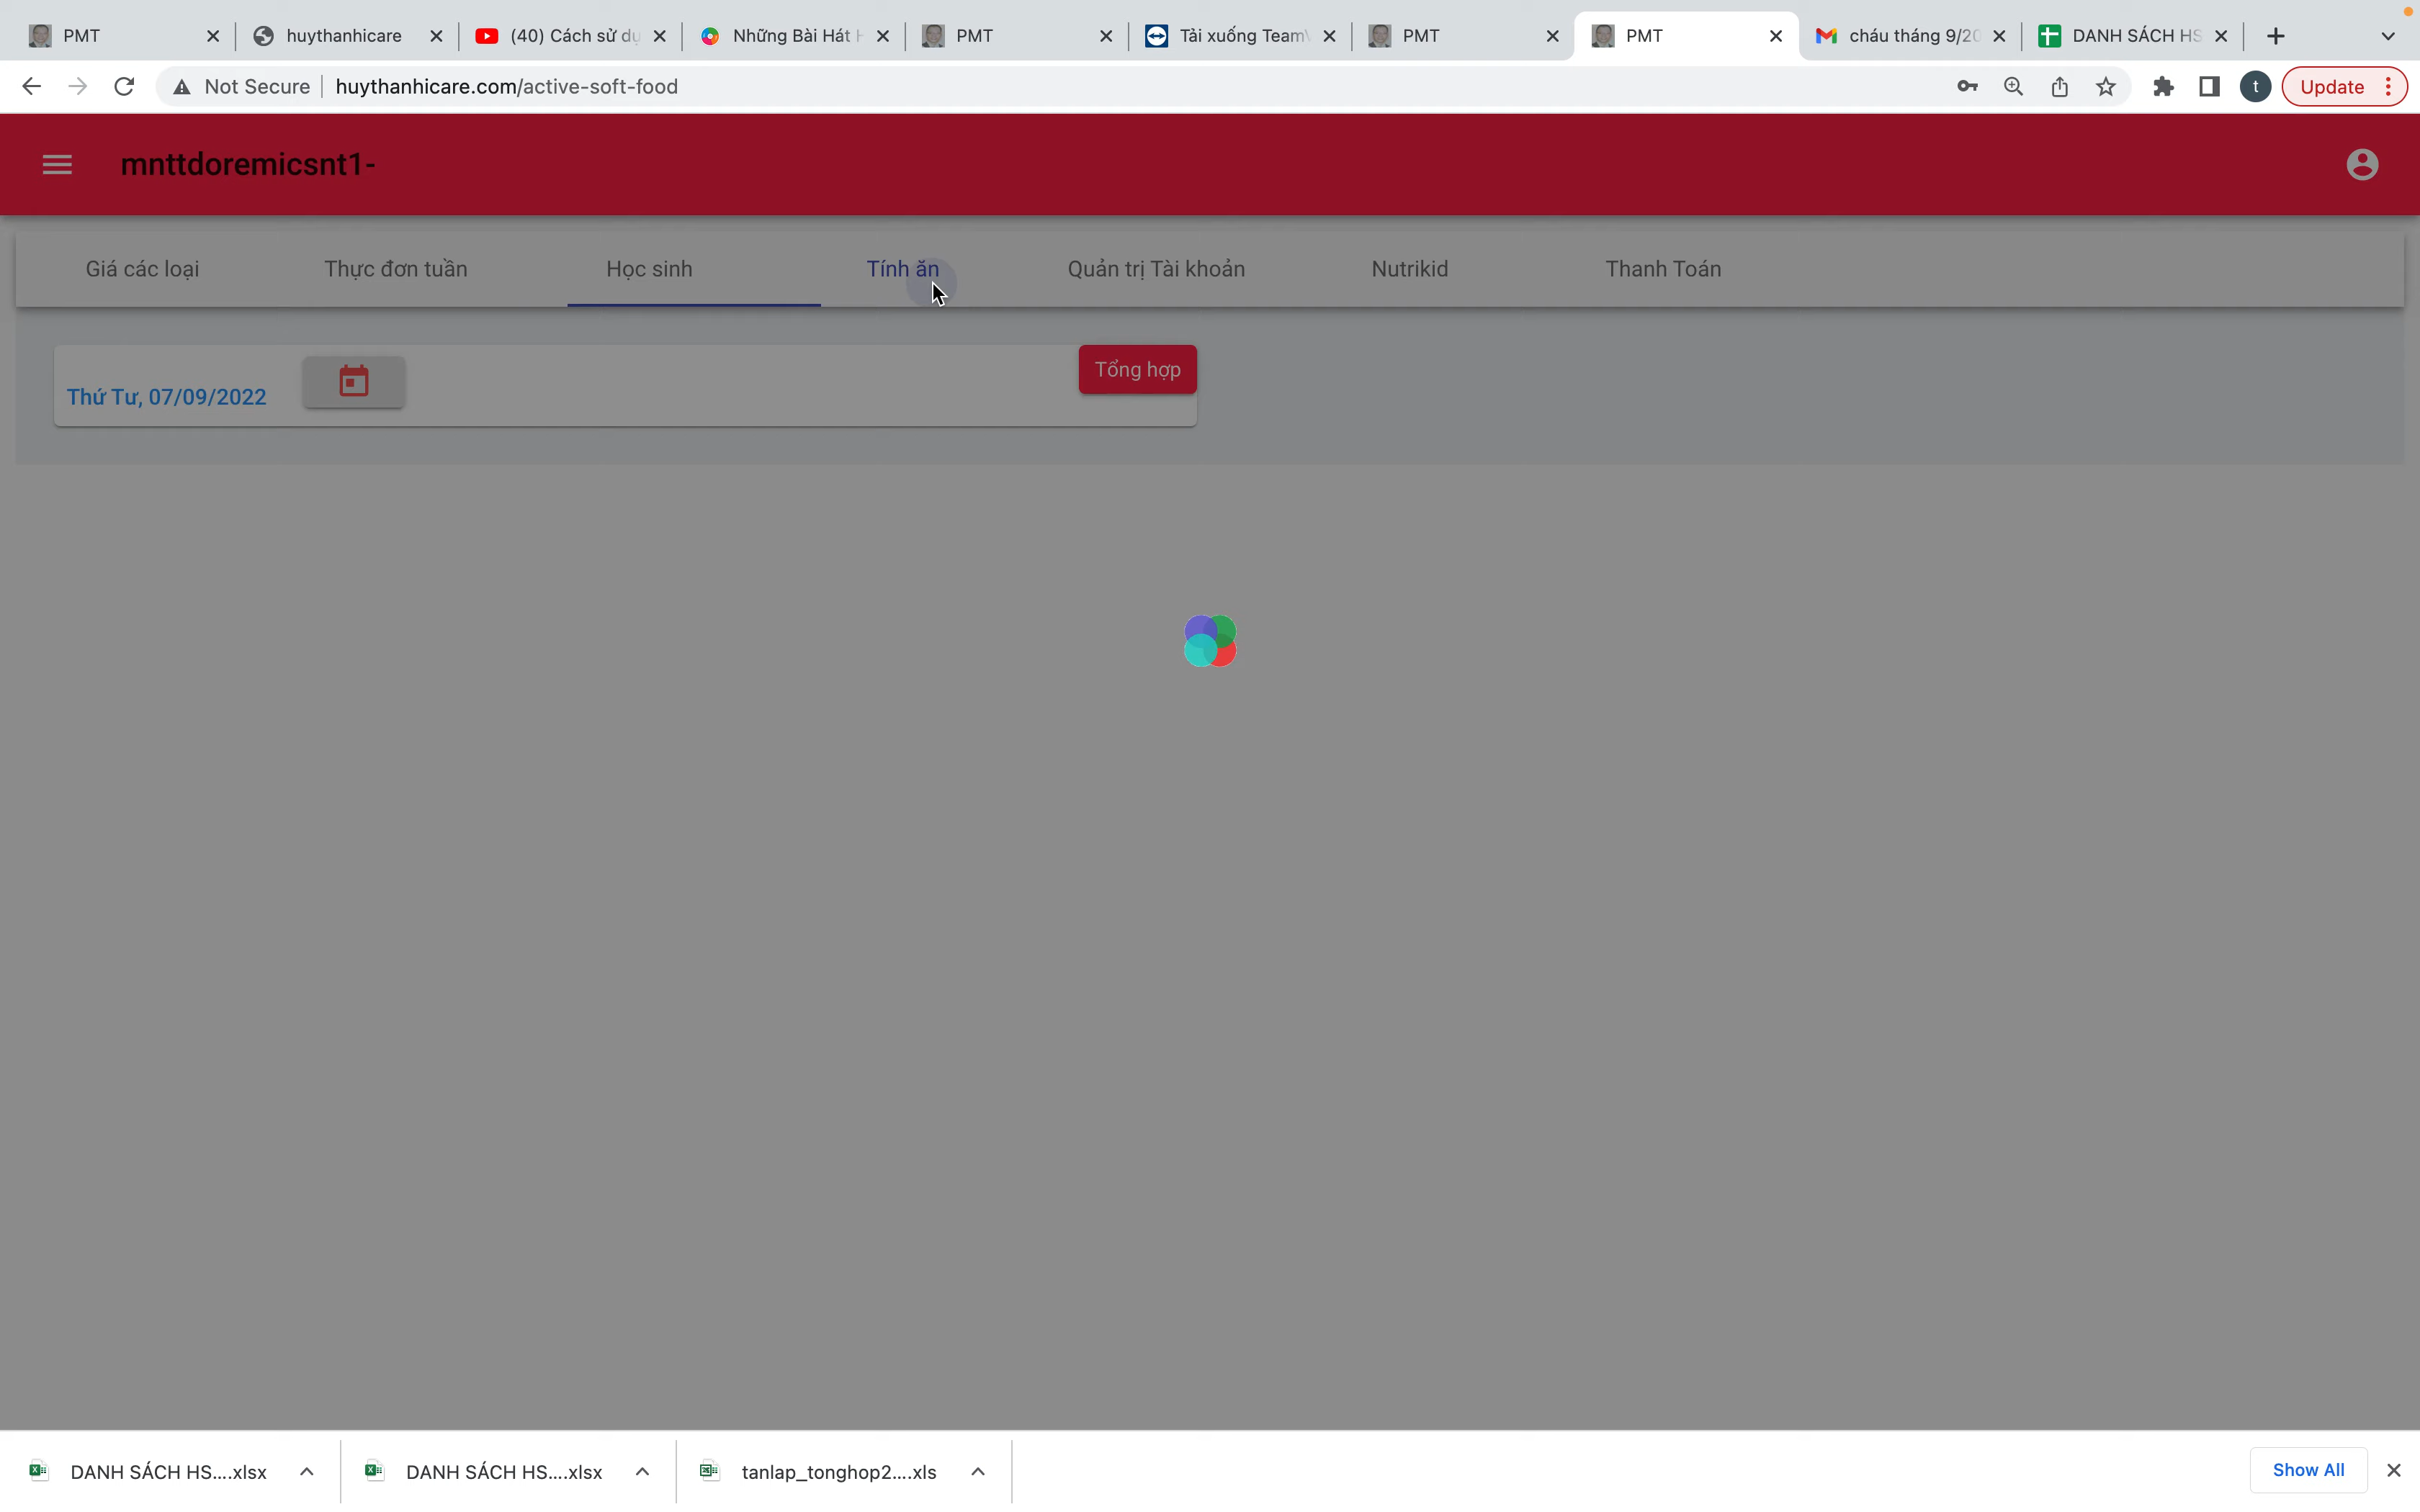 PMT
huythanhicare
(40) Cách sử dụ
Những Bài Hát H
PMT
Tải xuống Team
PMT
PMT
cháu tháng 9/20
DANH SÁCH HS
Not Secure
huythanhicare.com/active-soft-food
t
Update
mnttdoremicsnt1-
Giá các loại
Thực đơn tuần
Học sinh
Tính ăn
Quản trị Tài khoản
Nutrikid
Thanh Toán
Thứ Tư, 07/09/2022
Tổng hợp
DANH SÁCH HS....xlsx
DANH SÁCH HS....xlsx
tanlap_tonghop2....xls
Show All